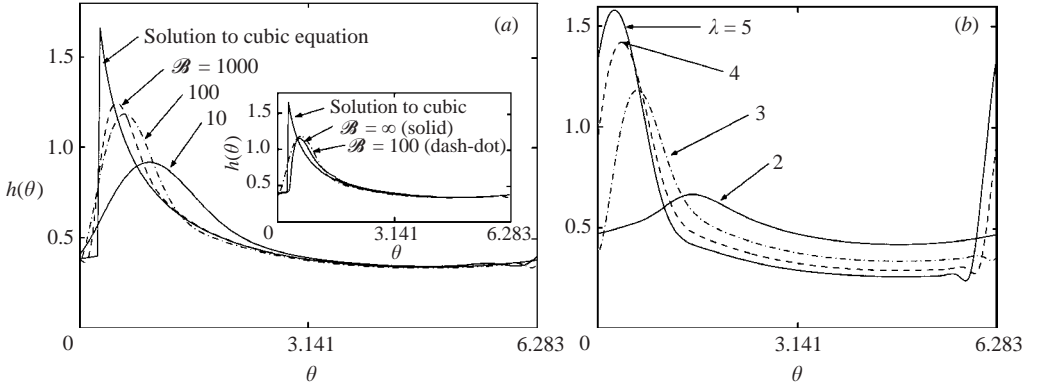 (a)
1.5
1.0
0.5
0
h(θ)
Solution to cubic equation
ℬ = 1000
100
10
3.141
6.283
θ
1.5
1.0
0.5
0
h(θ)
Solution to cubic
ℬ = ∞ (solid)
ℬ = 100 (dash-dot)
3.141
6.283
θ
(b)
1.5
1.0
0.5
0
λ = 5
4
3
2
3.141
6.283
θ